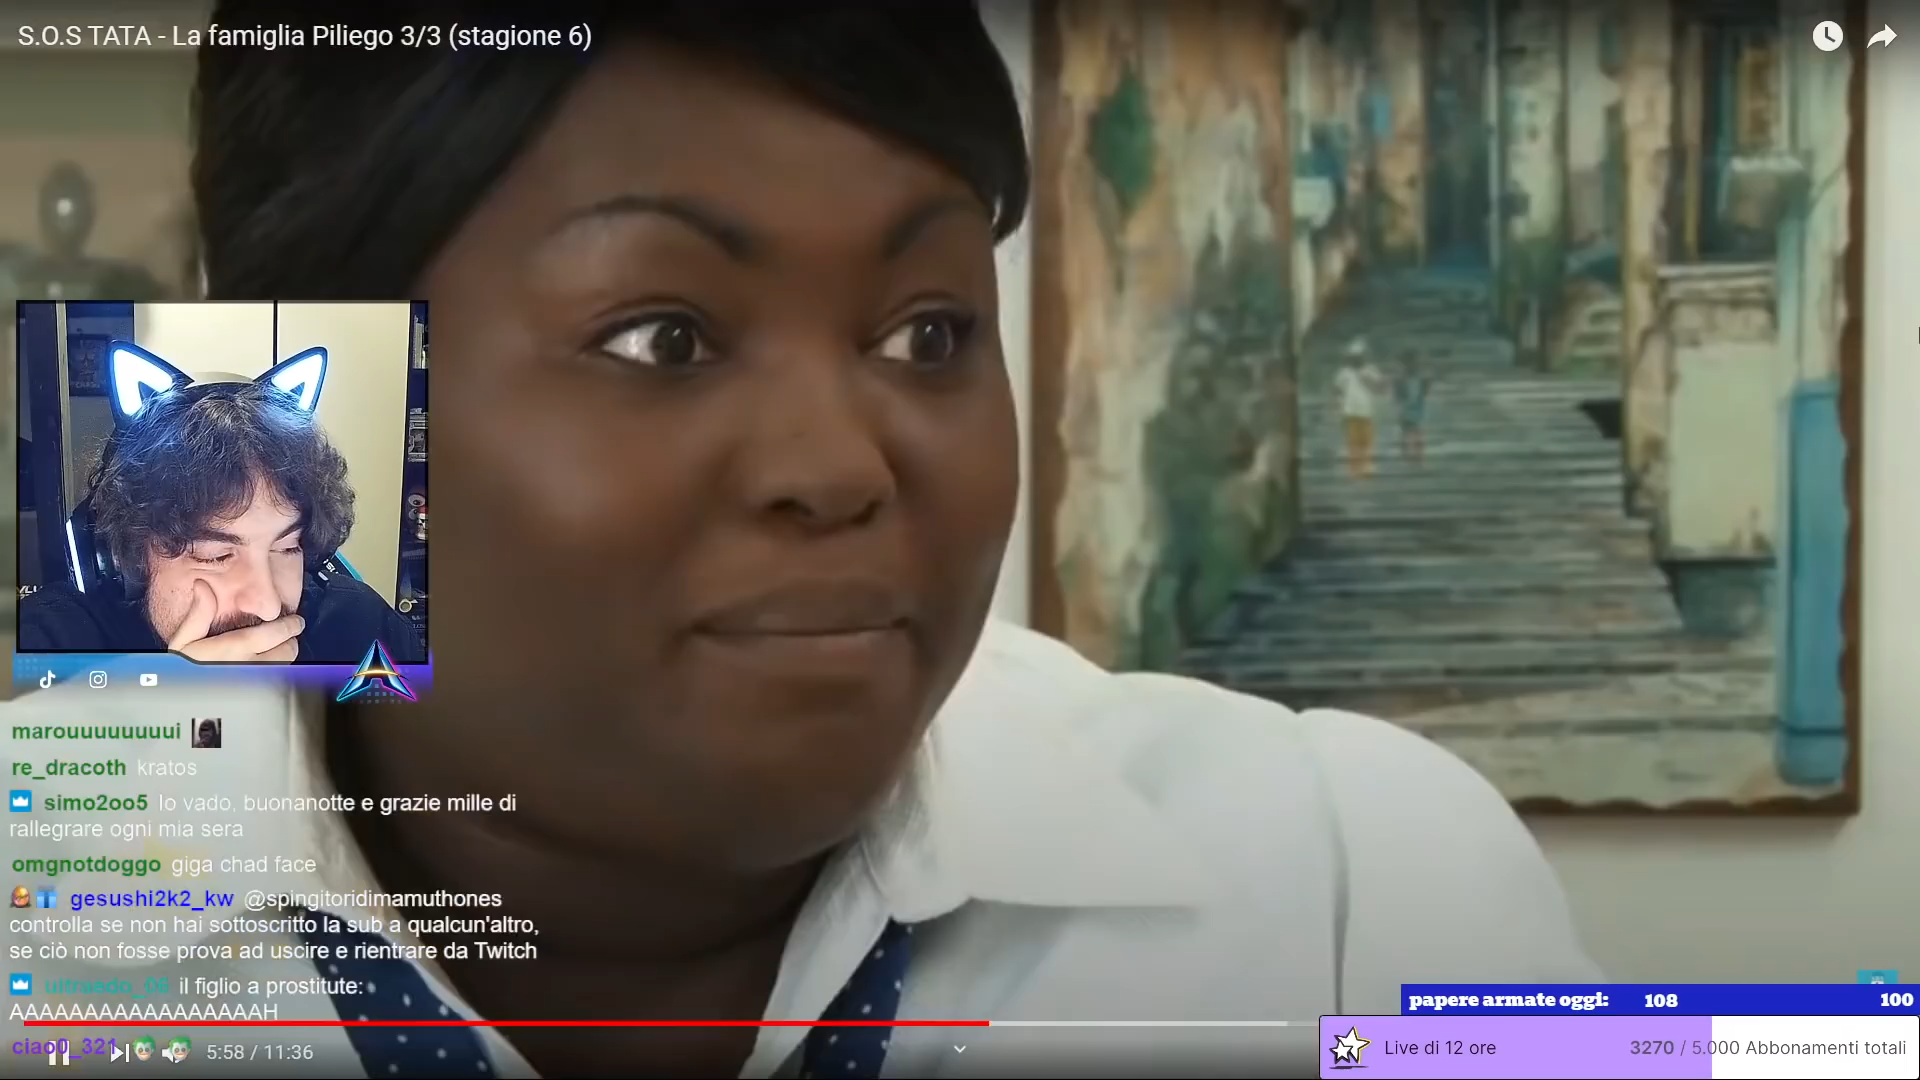 S.O.S TATA - La famiglia Piliego 3/3 (stagione 6)
marouuuuuuuui
re_dracoth kratos
simo2oo5 Io vado, buonanotte e grazie mille di
rallegrare ogni mia sera
omgnotdoggo giga chad face
gesushi2k2_kw @spingitoridimamuthones
controlla se non hai sottoscritto la sub a qualcun'altro,
se ciò non fosse prova ad uscire e rientrare da Twitch
il figlio a prostitute:
AAAAAAAAAAAAAAAAAH
ciao0_321
5:58 / 11:36
papere armate oggi: 108 100
Live di 12 ore 3270 / 5.000 Abbonamenti totali